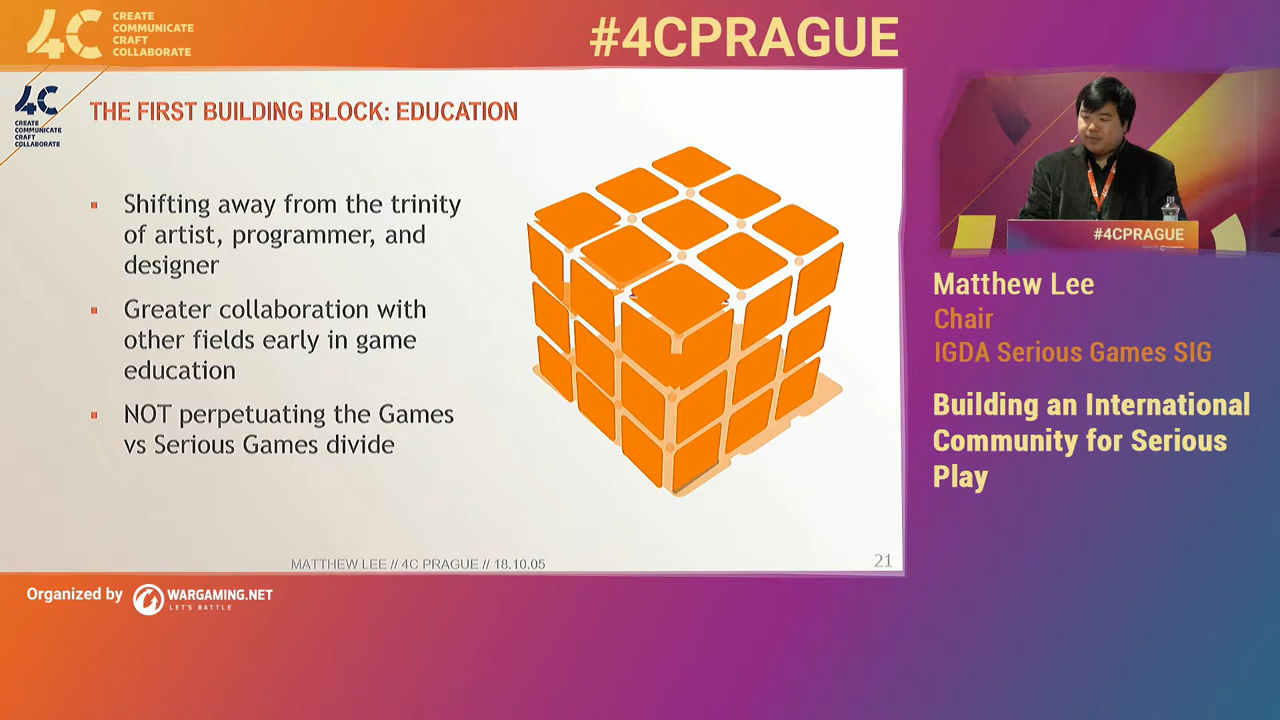 4C
CREATE
COMMUNICATE
CRAFT
COLLABORATE
#4CPRAGUE
4C
CREATE
COMMUNICATE
CRAFT
COLLABORATE
THE FIRST BUILDING BLOCK: EDUCATION
▪ Shifting away from the trinity
of artist, programmer, and
designer
▪ Greater collaboration with
other fields early in game
education
▪ NOT perpetuating the Games
vs Serious Games divide
MATTHEW LEE // 4C PRAGUE // 18.10.05
21
#4CPRAGUE
Matthew Lee
Chair
IGDA Serious Games SIG
Building an International
Community for Serious
Play
Organized by
WARGAMING.NET
LET'S BATTLE